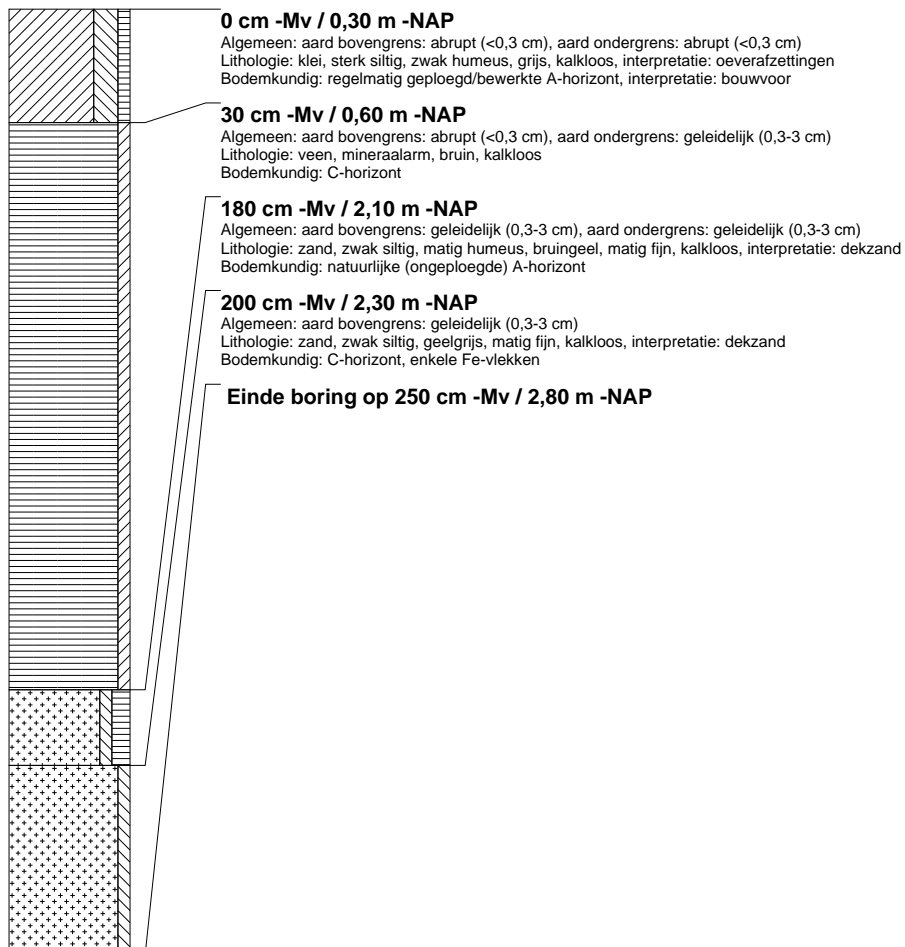 0 cm -Mv / 0,30 m -NAP
Algemeen: aard bovengrens: abrupt (<0,3 cm), aard ondergrens: abrupt (<0,3 cm)
Lithologie: klei, sterk siltig, zwak humeus, grijs, kalkloos, interpretatie: oeverafzettingen
Bodemkundig: regelmatig geploegd/bewerkte A-horizont, interpretatie: bouwvoor
30 cm -Mv / 0,60 m -NAP
Algemeen: aard bovengrens: abrupt (<0,3 cm), aard ondergrens: geleidelijk (0,3-3 cm)
Lithologie: veen, mineraalarm, bruin, kalkloos
Bodemkundig: C-horizont
180 cm -Mv / 2,10 m -NAP
Algemeen: aard bovengrens: geleidelijk (0,3-3 cm), aard ondergrens: geleidelijk (0,3-3 cm)
Lithologie: zand, zwak siltig, matig humeus, bruingeel, matig fijn, kalkloos, interpretatie: dekzand
Bodemkundig: natuurlijke (ongeploegde) A-horizont
200 cm -Mv / 2,30 m -NAP
Algemeen: aard bovengrens: geleidelijk (0,3-3 cm)
Lithologie: zand, zwak siltig, geelgrijs, matig fijn, kalkloos, interpretatie: dekzand
Bodemkundig: C-horizont, enkele Fe-vlekken
Einde boring op 250 cm -Mv / 2,80 m -NAP